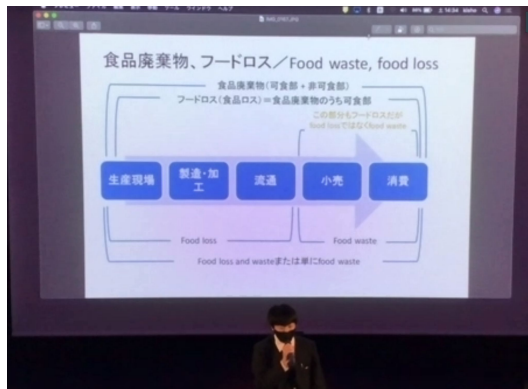 食品廃棄物、フードロス／Food waste, food loss
食品廃棄物（可食部＋非可食部）
フードロス（食品ロス）＝食品廃棄物のうち可食部
この部分もフードロスだが
food lossではなくfood waste
生産現場
製造・加
工
流通
小売
消費
Food loss
Food waste
Food loss and wasteまたは単にfood waste